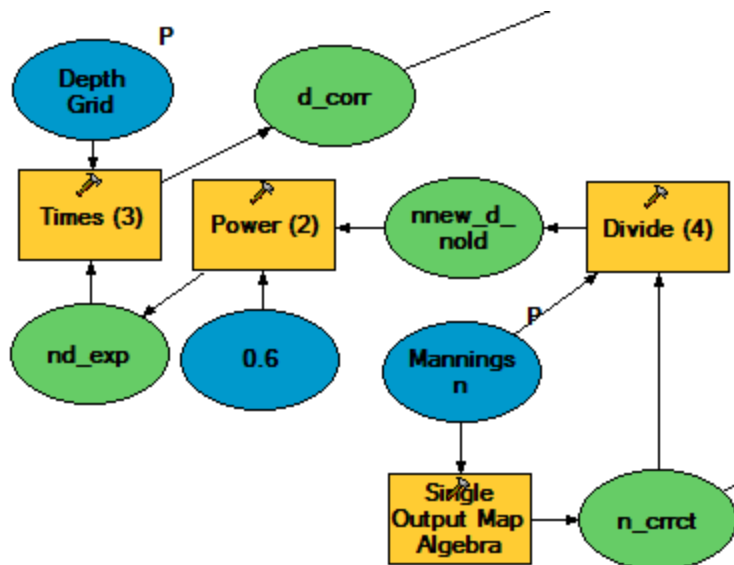 P
Depth
Grid
d_corr
Times (3)
Power (2)
nnew_d_
nold
Divide (4)
nd_exp
0.6
P
Mannings
n
Single
Output Map
Algebra
n_crrct